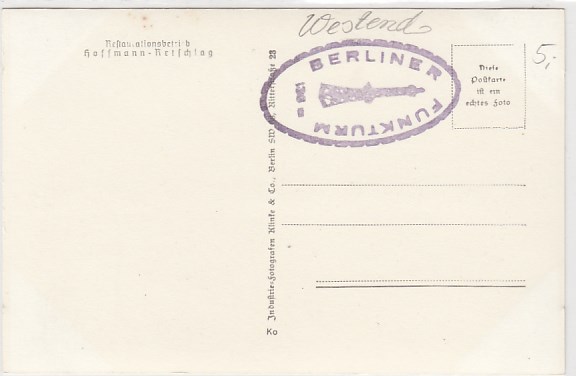 Restaurationsbetrieb
Hoffmann-Retschlag
Westend
5,-
BERLINER
FUNKTURM
Diese
Postkarte
ist ein
echtes Foto
Industrie-Fotografen Klinke & Co., Berlin SW 68, Ritterstraße 23
Ko